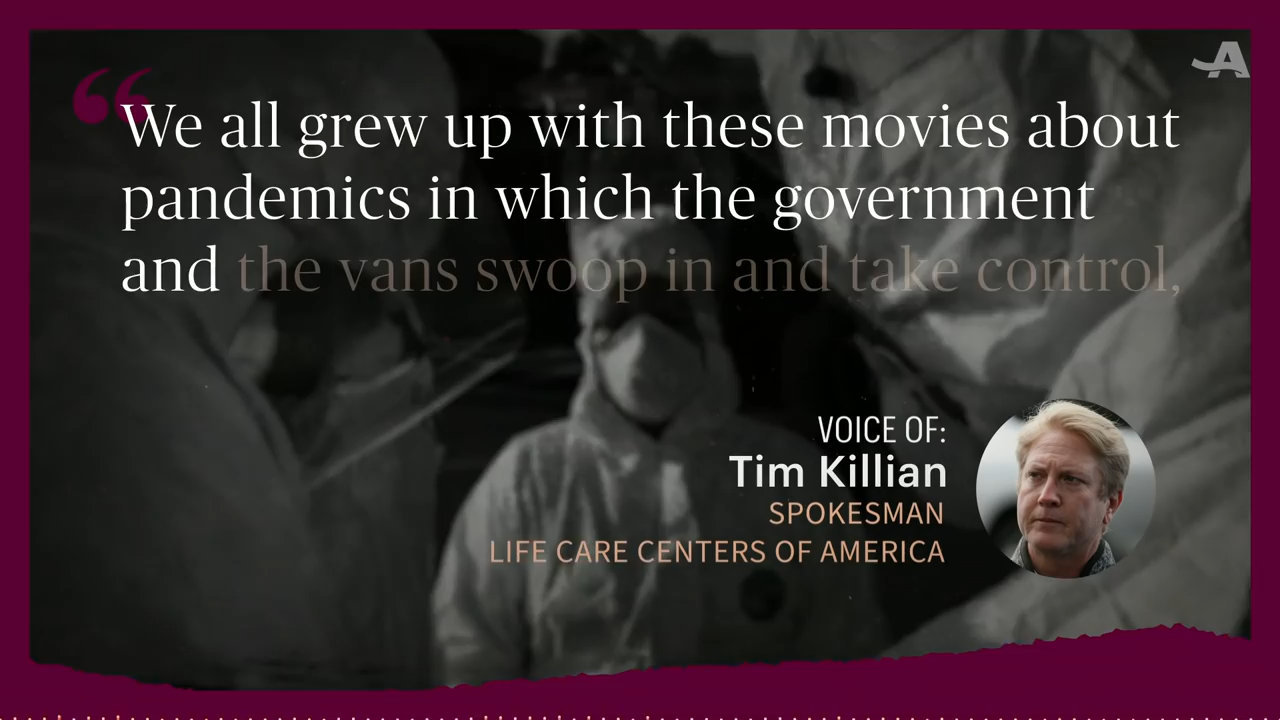 “We all grew up with these movies about
pandemics in which the government
and the vans swoop in and take control,
VOICE OF:
Tim Killian
SPOKESMAN
LIFE CARE CENTERS OF AMERICA